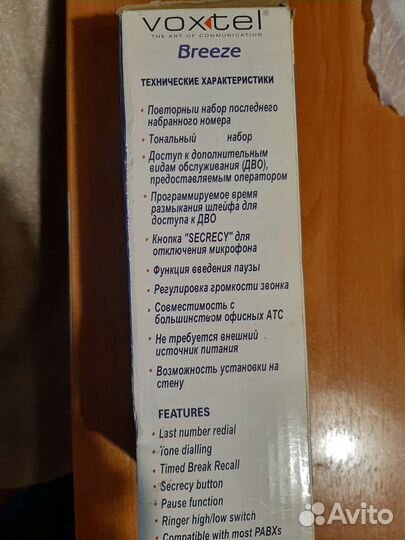 voxtel®
THE ART OF COMMUNICATION
Breeze
ТЕХНИЧЕСКИЕ ХАРАКТЕРИСТИКИ
• Повторный набор последнего
набранного номера
• Тональный набор
• Доступ к дополнительным
видам обслуживания (ДВО),
предоставляемым оператором
• Программируемое время
размыкания шлейфа для
доступа к ДВО
• Кнопка "SECRECY" для
отключения микрофона
• Функция введения паузы
• Регулировка громкости звонка
• Совместимость с
большинством офисных АТС
• Не требуется внешний
источник питания
• Возможность установки на
стену
FEATURES
• Last number redial
• Tone dialling
• Timed Break Recall
• Secrecy button
• Pause function
• Ringer high/low switch
• Compatible with most PABXs
Avito